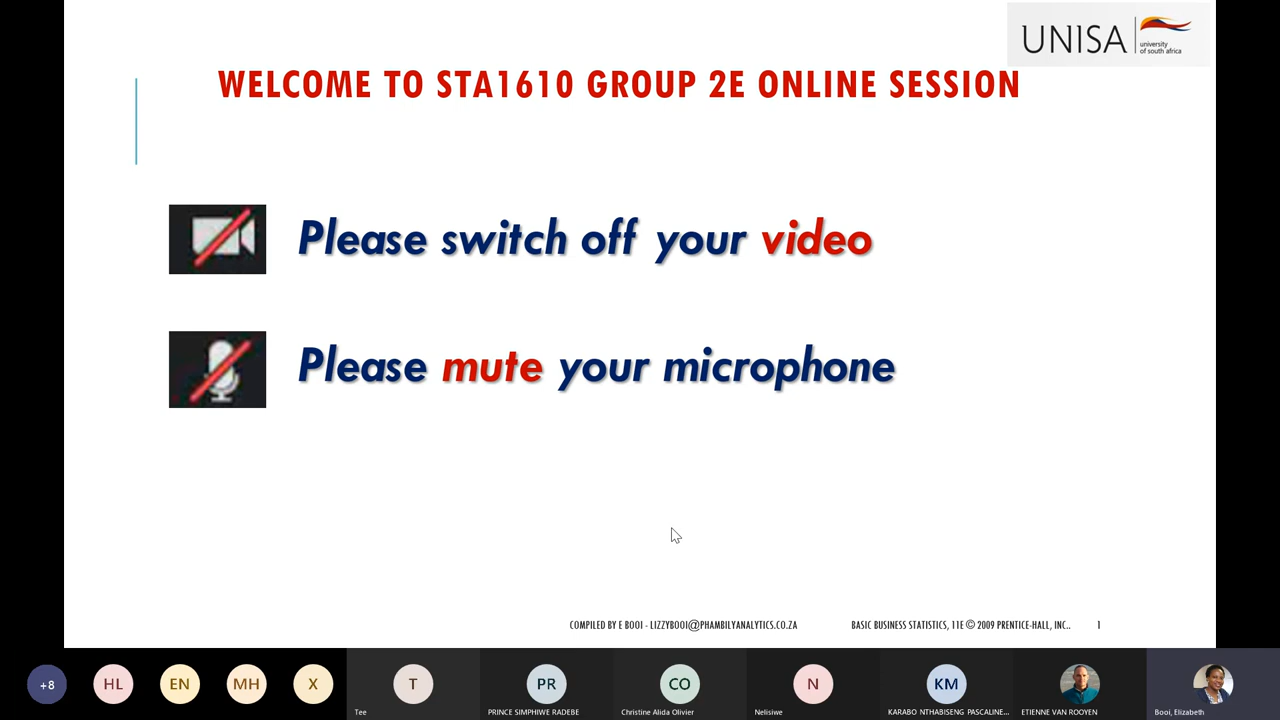 UNISA
university
of south africa
WELCOME TO STA1610 GROUP 2E ONLINE SESSION
Please switch off your video
Please mute your microphone
COMPILED BY E BOOI - LIZZYBOOI@PHAMBILYANALYTICS.CO.ZA
BASIC BUSINESS STATISTICS, 11E © 2009 PRENTICE-HALL, INC..
1
+8
HL
EN
MH
X
T
PR
CO
N
KM
Tee
PRINCE SIMPHIWE RADEBE
Christine Alida Olivier
Nelisiwe
KARABO NTHABISENG PASCALINE...
ETIENNE VAN ROOYEN
Booi, Elizabeth